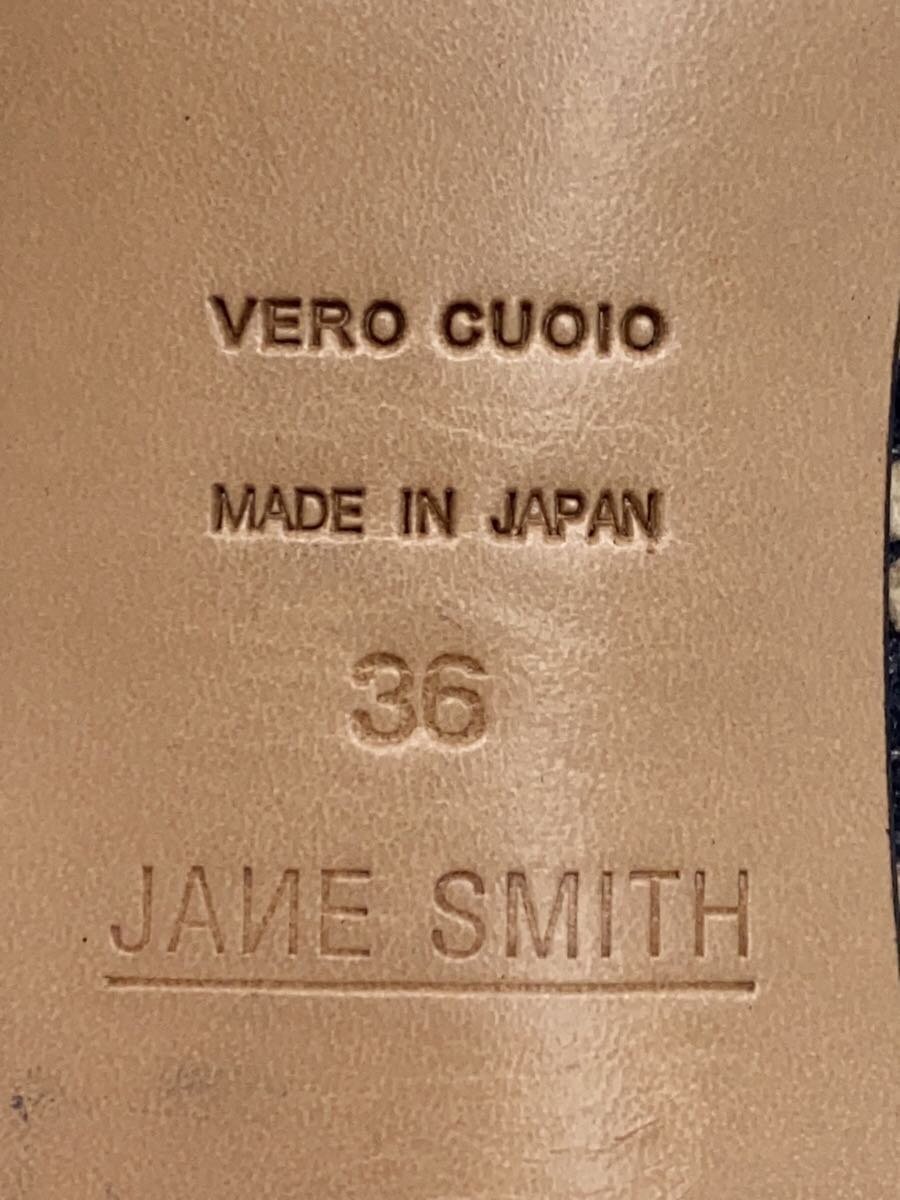 VERO CUOIO
MADE IN JAPAN
36
JAИE SMITH